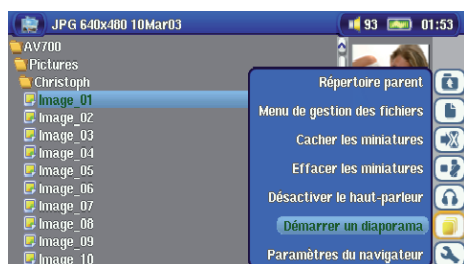 JPG 640x480 10Mar03 93 01:53
AV700
Pictures
Christoph
Image_01
Image_02
Image_03
Image_04
Image_05
Image_06
Image_07
Image_08
Image_09
Image_10
Répertoire parent
Menu de gestion des fichiers
Cacher les miniatures
Effacer les miniatures
Désactiver le haut-parleur
Démarrer un diaporama
Paramètres du navigateur